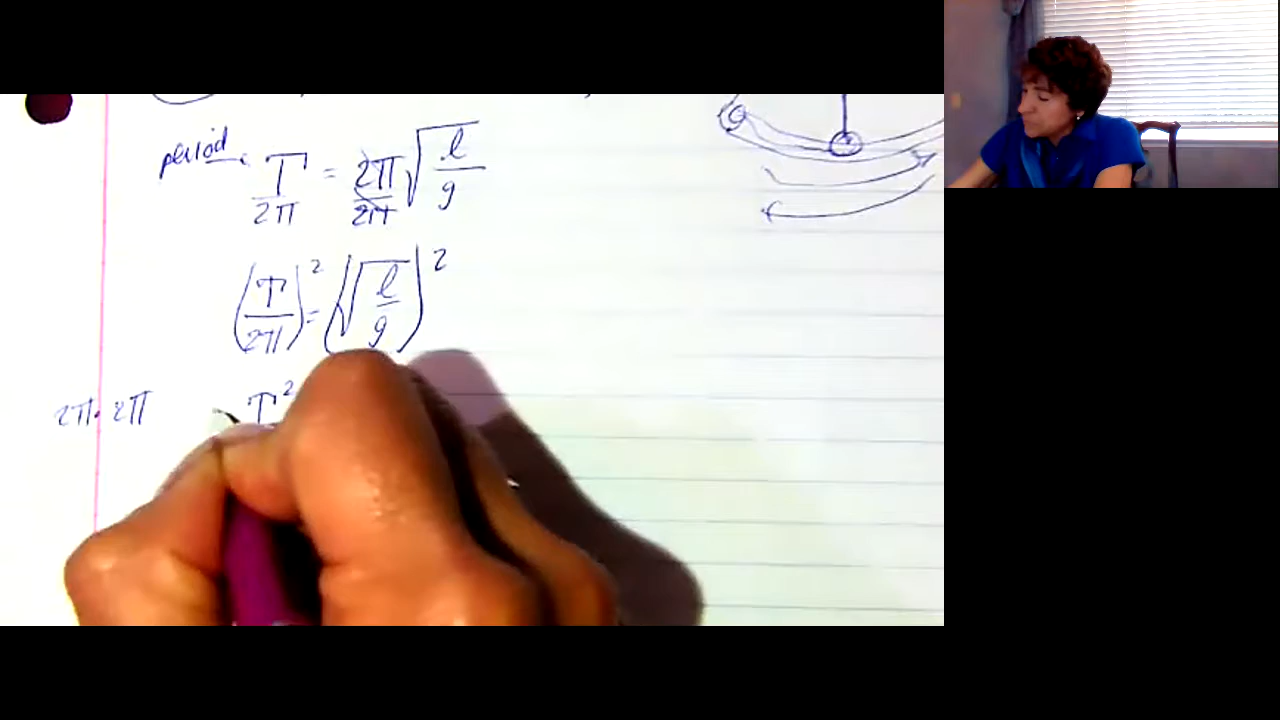 period. T/2π = 2π/2π √(l/g)
(T/2π)² = (√(l/g))²
2π · 2π T²